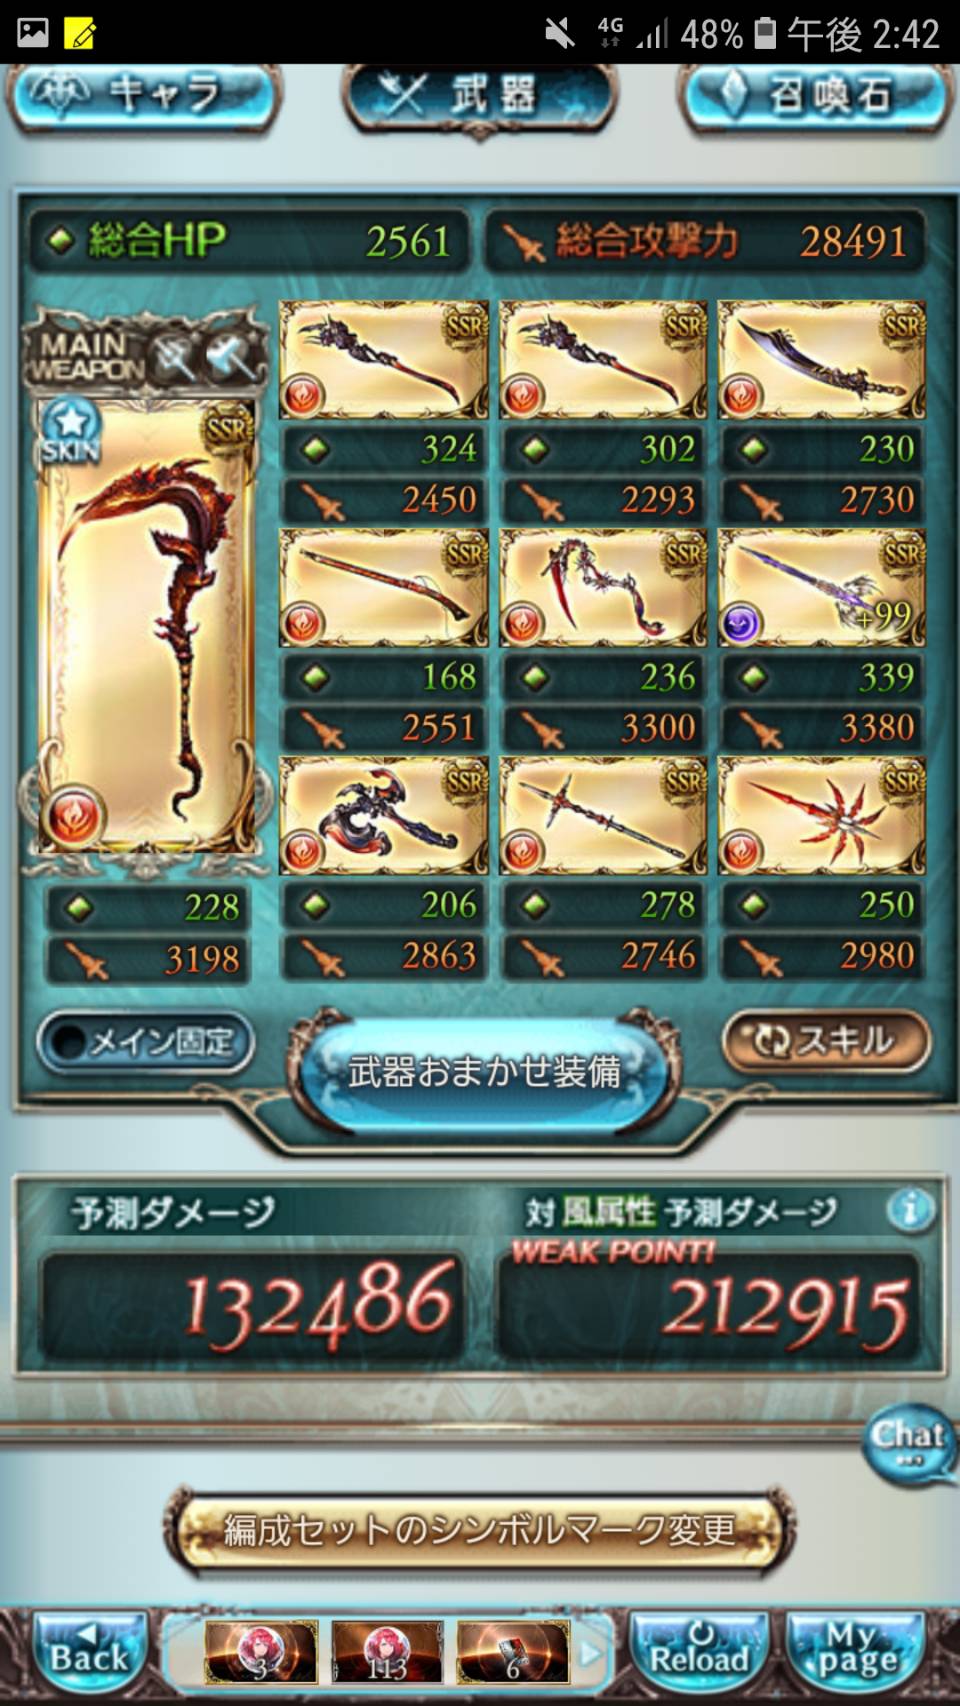 4G 48% 午後 2:42
キャラ 武器 召喚石
総合HP 2561 総合攻撃力 28491
MAIN WEAPON
SKIN SSR
SSR SSR SSR
324 302 230
2450 2293 2730
SSR SSR SSR
+99
168 236 339
2551 3300 3380
SSR SSR SSR
228 206 278 250
3198 2863 2746 2980
メイン固定 武器おまかせ装備 スキル
予測ダメージ 対 風属性 予測ダメージ i
WEAK POINT!
132486 212915
Chat
編成セットのシンボルマーク変更
Back 3 113 6 Reload My page